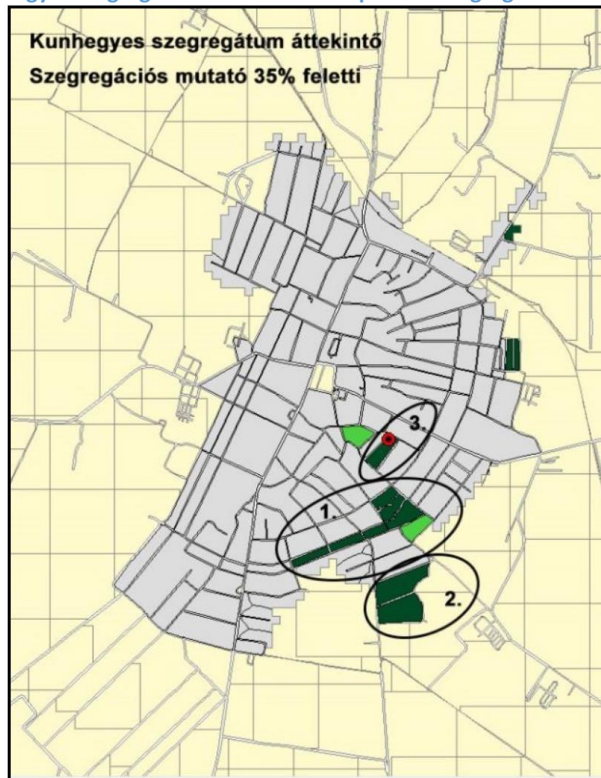 Kunhegyes szegregátum áttekintő
Szegregációs mutató 35% feletti
3.
1.
2.